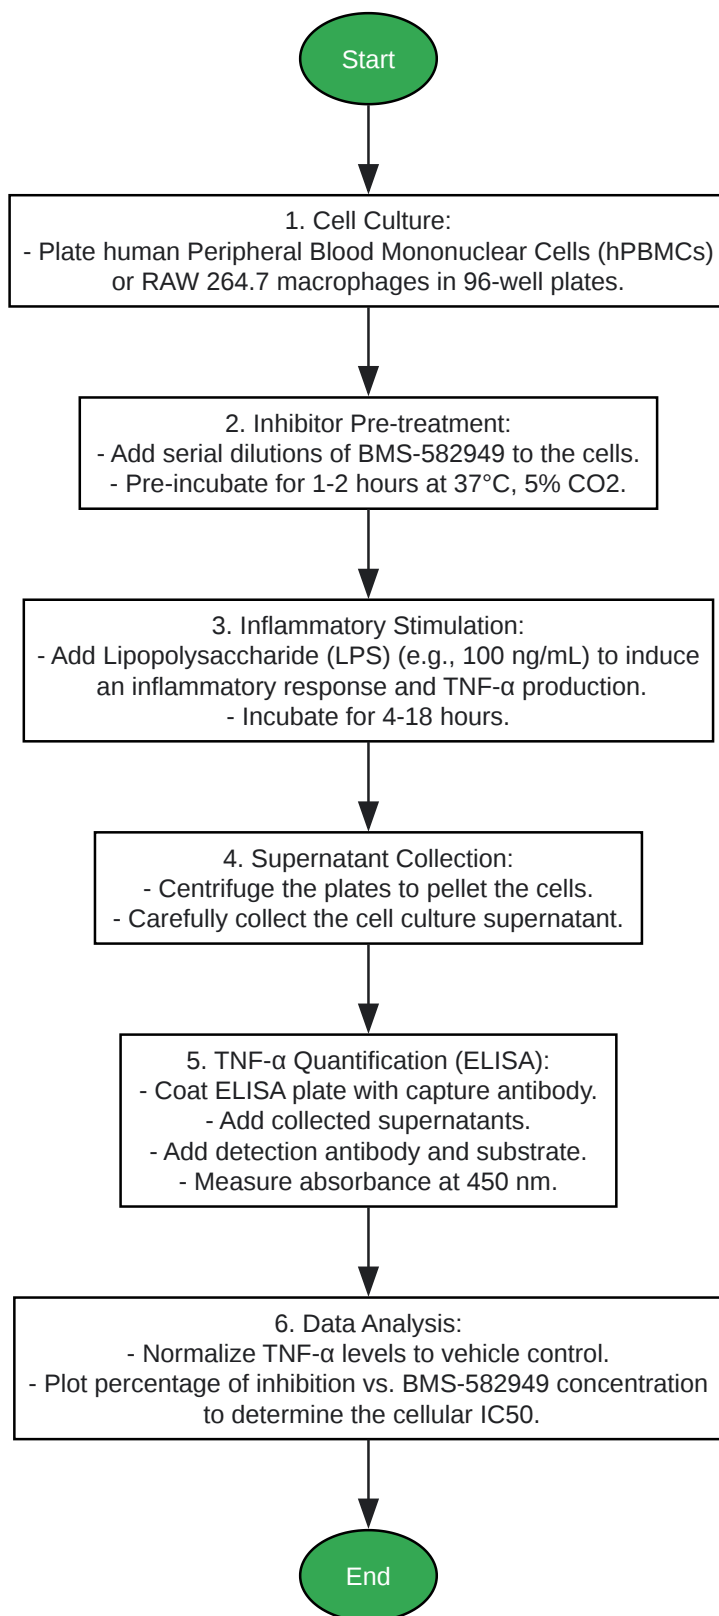 Start
1. Cell Culture:
- Plate human Peripheral Blood Mononuclear Cells (hPBMCs)
or RAW 264.7 macrophages in 96-well plates.
2. Inhibitor Pre-treatment:
- Add serial dilutions of BMS-582949 to the cells.
- Pre-incubate for 1-2 hours at 37°C, 5% CO2.
3. Inflammatory Stimulation:
- Add Lipopolysaccharide (LPS) (e.g., 100 ng/mL) to induce
an inflammatory response and TNF-α production.
- Incubate for 4-18 hours.
4. Supernatant Collection:
- Centrifuge the plates to pellet the cells.
- Carefully collect the cell culture supernatant.
5. TNF-α Quantification (ELISA):
- Coat ELISA plate with capture antibody.
- Add collected supernatants.
- Add detection antibody and substrate.
- Measure absorbance at 450 nm.
6. Data Analysis:
- Normalize TNF-α levels to vehicle control.
- Plot percentage of inhibition vs. BMS-582949 concentration
to determine the cellular IC50.
End